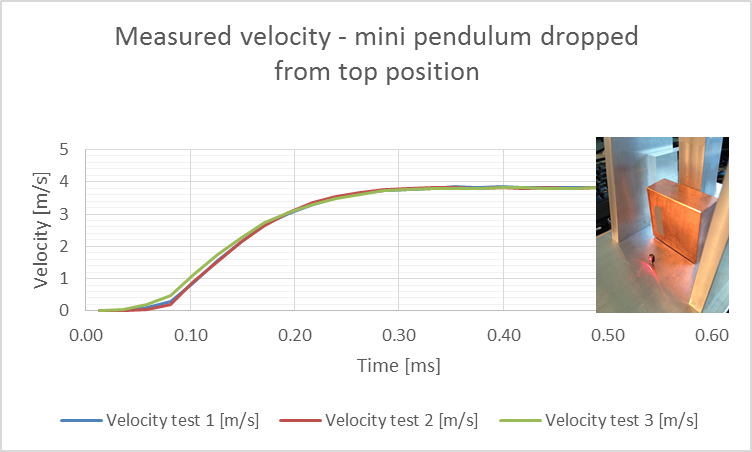 Measured velocity - mini pendulum dropped
from top position
Velocity [m/s]
5
4
3
2
1
0
0.00 0.10 0.20 0.30 0.40 0.50 0.60
Time [ms]
Velocity test 1 [m/s] Velocity test 2 [m/s] Velocity test 3 [m/s]